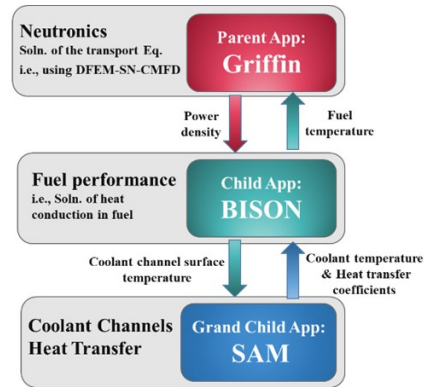 Neutronics
Soln. of the transport Eq.
i.e., using DFEM-SN-CMFD
Parent App:
Griffin
Power
density
Fuel
temperature
Fuel performance
i.e., Soln. of heat
conduction in fuel
Child App:
BISON
Coolant channel surface
temperature
Coolant temperature
& Heat transfer
coefficients
Coolant Channels
Heat Transfer
Grand Child App:
SAM